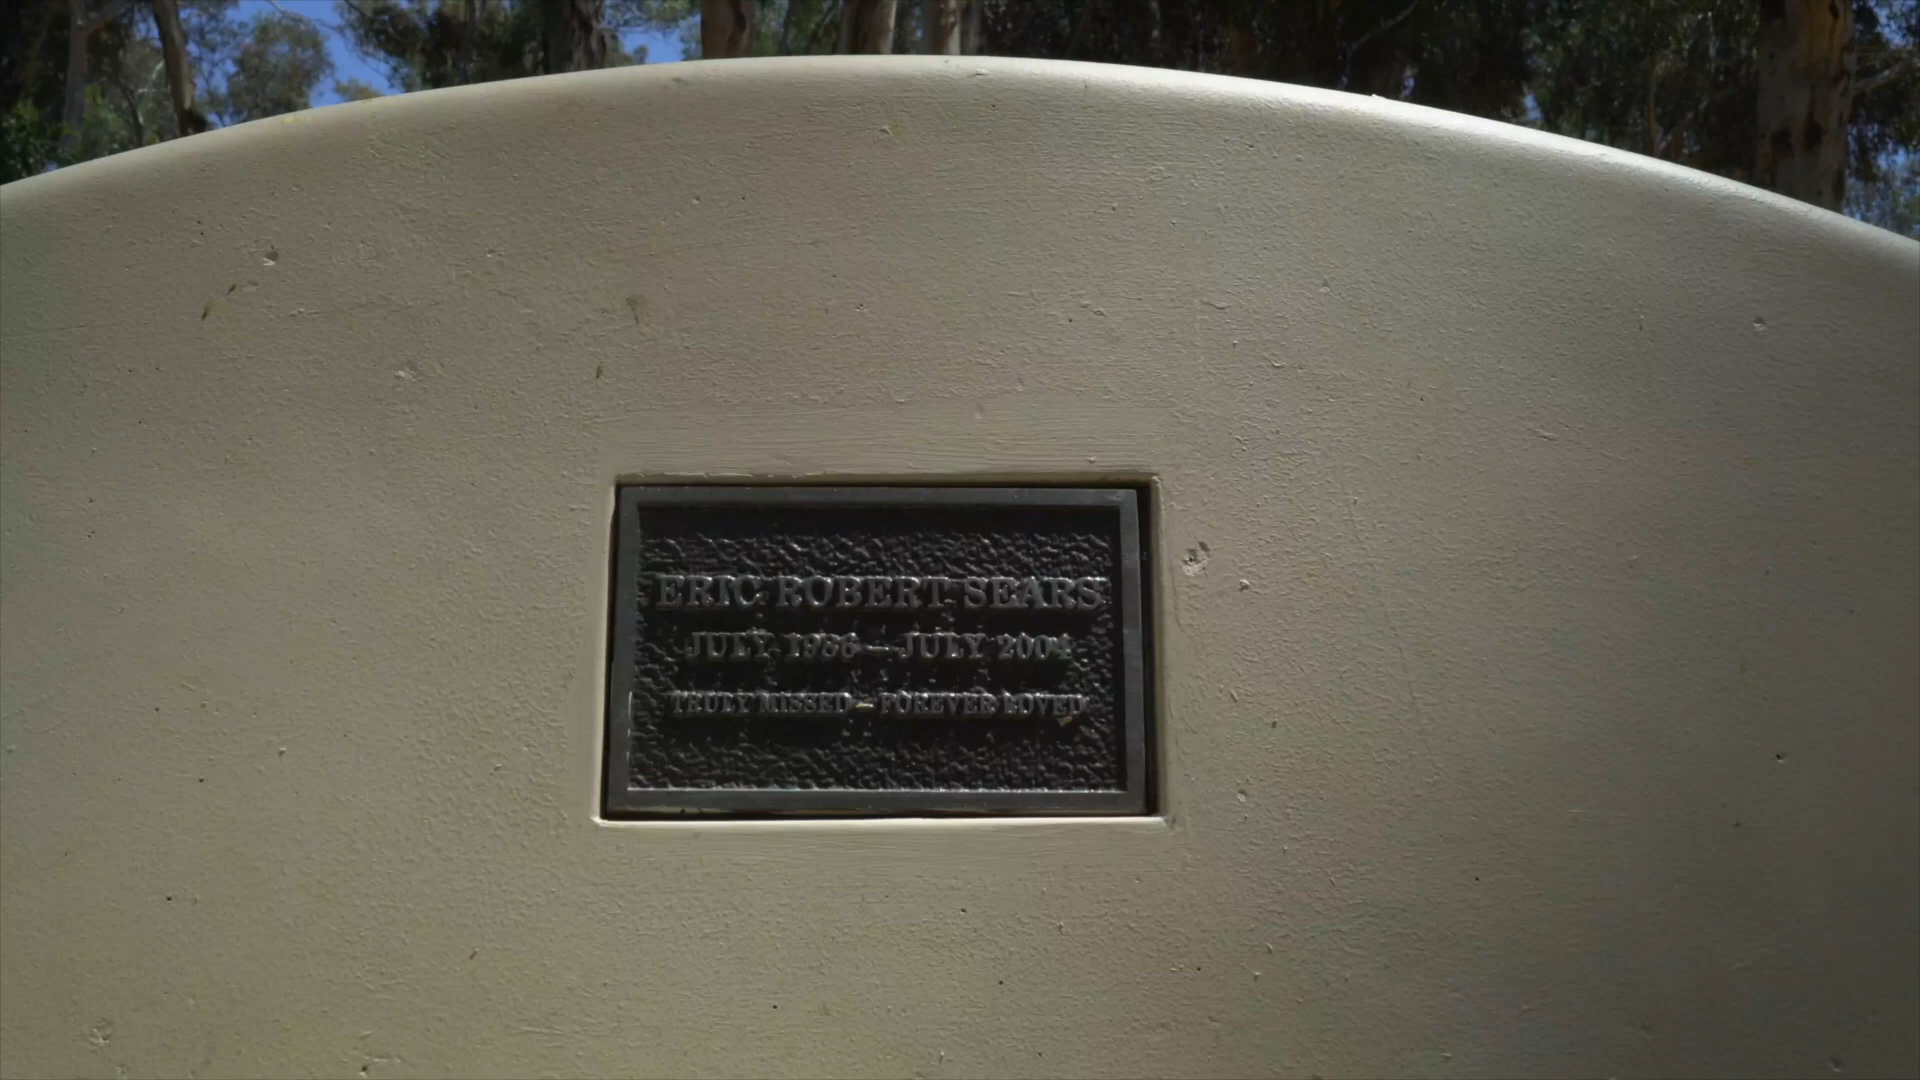 ERIC ROBERT SEARS
JULY 1986 – JULY 2004
TRULY MISSED – FOREVER LOVED